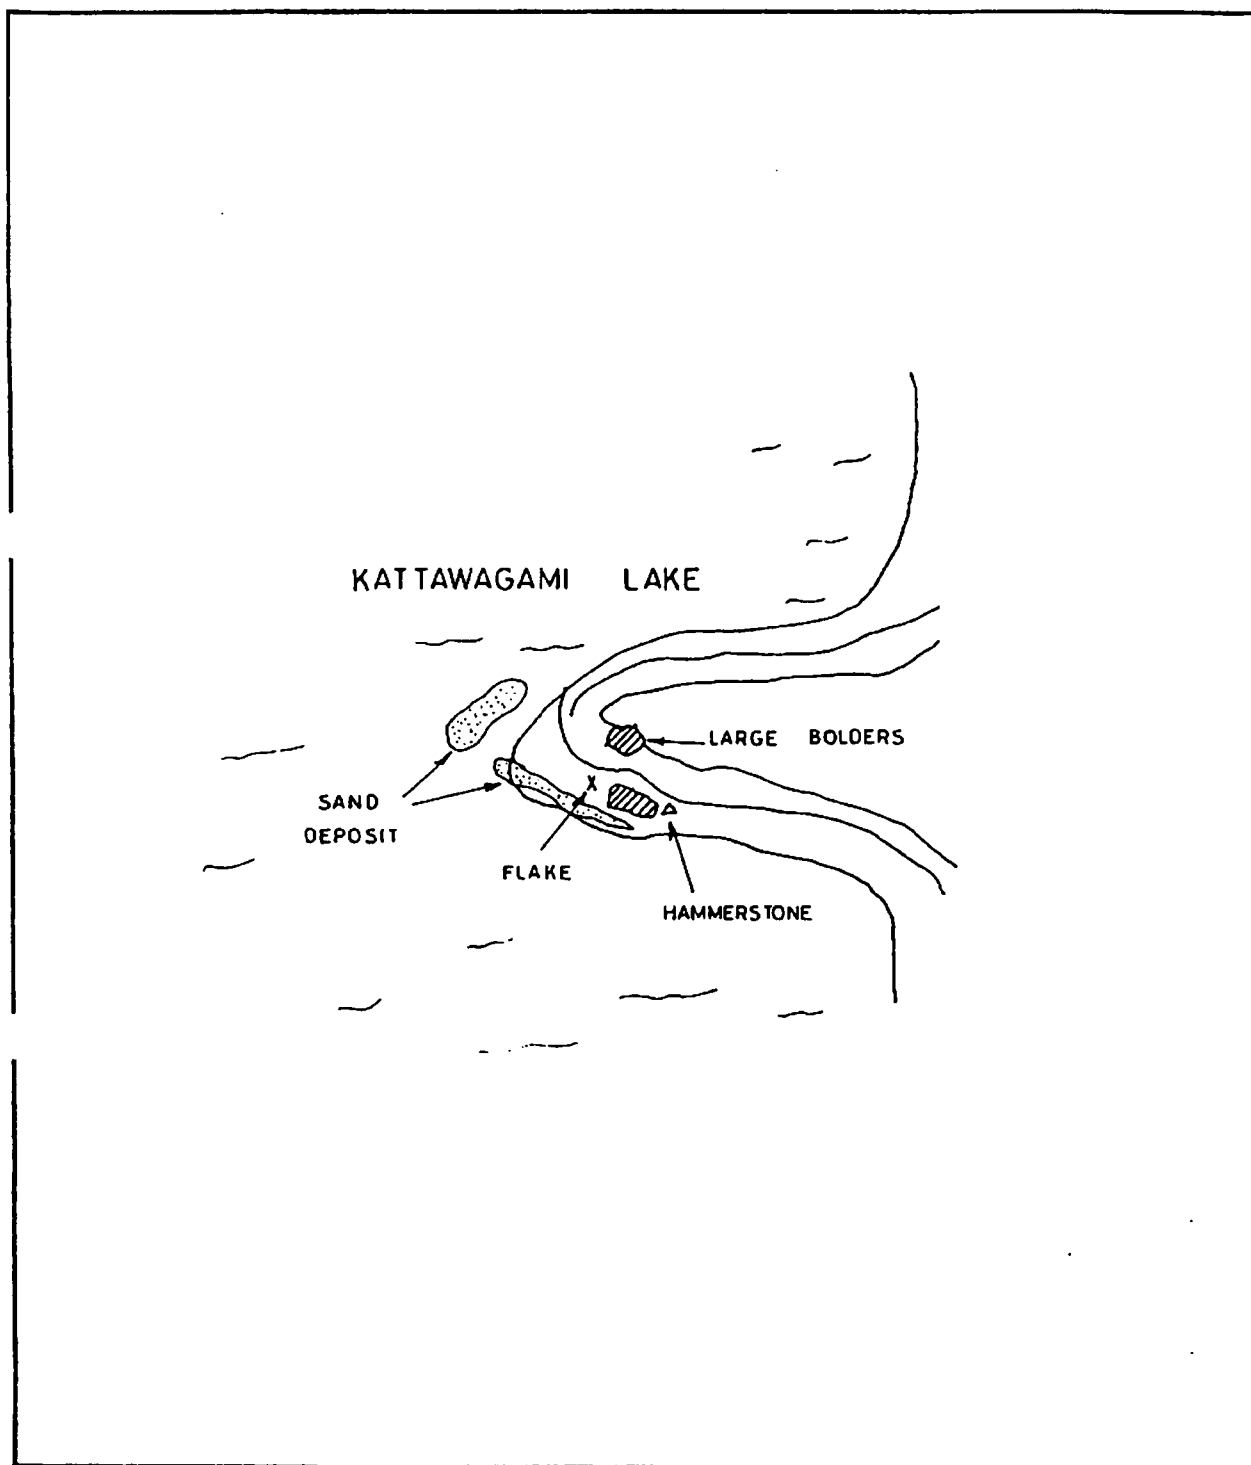 KATTAWAGAMI LAKE
LARGE BOLDERS
SAND
DEPOSIT
X
FLAKE
HAMMERSTONE